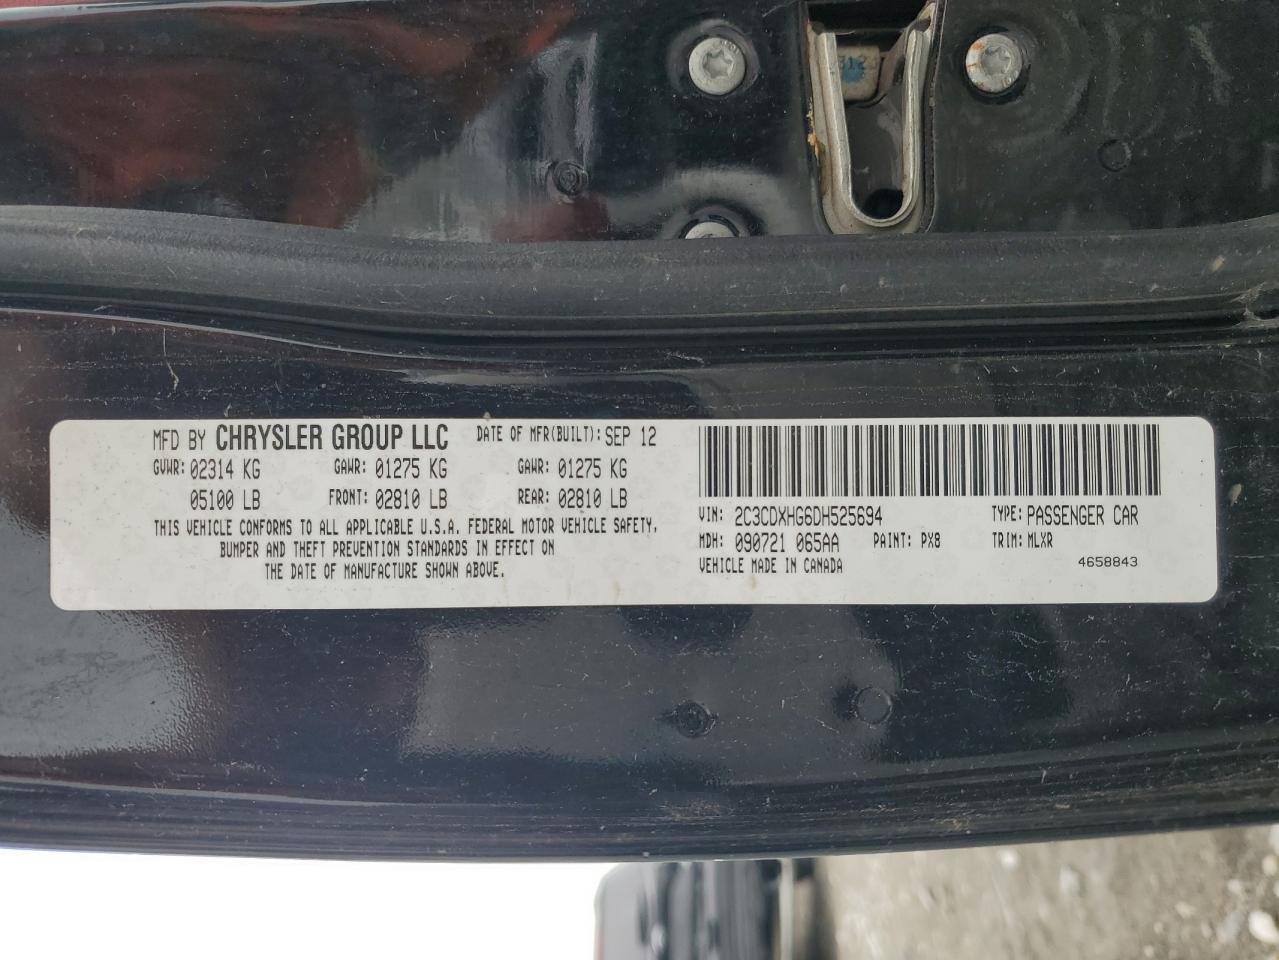 312
MFD BY CHRYSLER GROUP LLC DATE OF MFR(BUILT): SEP 12
GVWR: 02314 KG GAWR: 01275 KG GAWR: 01275 KG
05100 LB FRONT: 02810 LB REAR: 02810 LB
THIS VEHICLE CONFORMS TO ALL APPLICABLE U.S.A. FEDERAL MOTOR VEHICLE SAFETY,
BUMPER AND THEFT PREVENTION STANDARDS IN EFFECT ON
THE DATE OF MANUFACTURE SHOWN ABOVE.
VIN: 2C3CDXHG6DH525694 TYPE: PASSENGER CAR
MDH: 090721 065AA PAINT: PX8 TRIM: MLXR
VEHICLE MADE IN CANADA 4658843